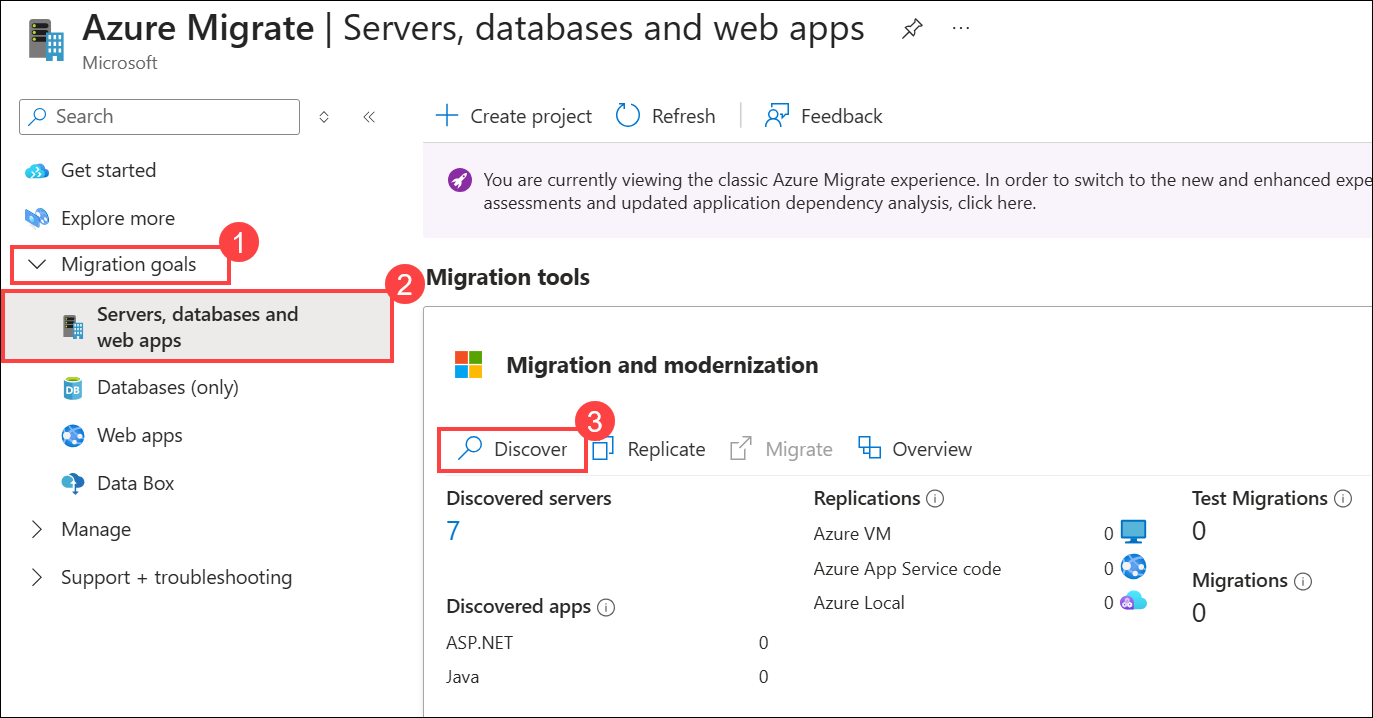 Azure Migrate | Servers, databases and web apps
Microsoft
Search
Create project
Refresh
Feedback
Get started
Explore more
Migration goals
1
Servers, databases and
web apps
2
Databases (only)
Web apps
Data Box
Manage
Support + troubleshooting
You are currently viewing the classic Azure Migrate experience. In order to switch to the new and enhanced expe
assessments and updated application dependency analysis, click here.
Migration tools
Migration and modernization
3
Discover
Replicate
Migrate
Overview
Discovered servers
7
Discovered apps
ASP.NET 0
Java 0
Replications
Azure VM 0
Azure App Service code 0
Azure Local 0
Test Migrations
0
Migrations
0